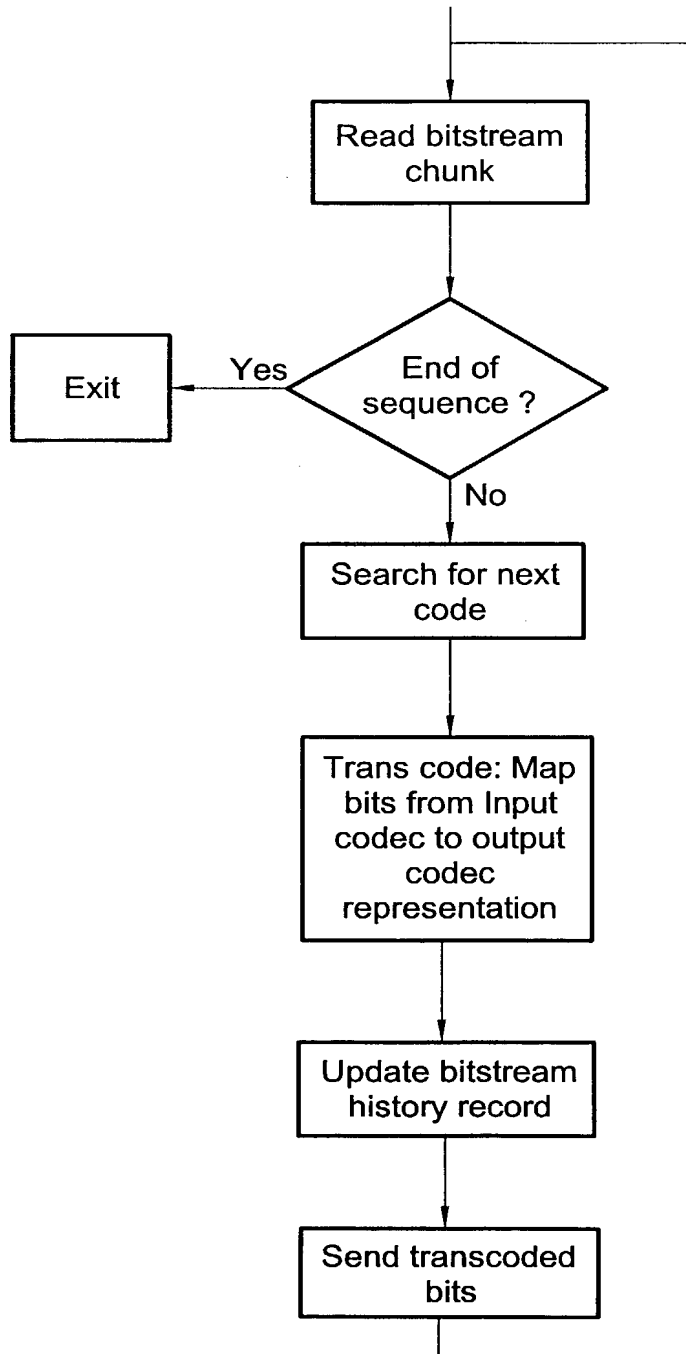 Read bitstream
chunk
Yes
Exit
End of
sequence ?
No
Search for next
code
Trans code: Map
bits from Input
codec to output
codec
representation
Update bitstream
history record
Send transcoded
bits